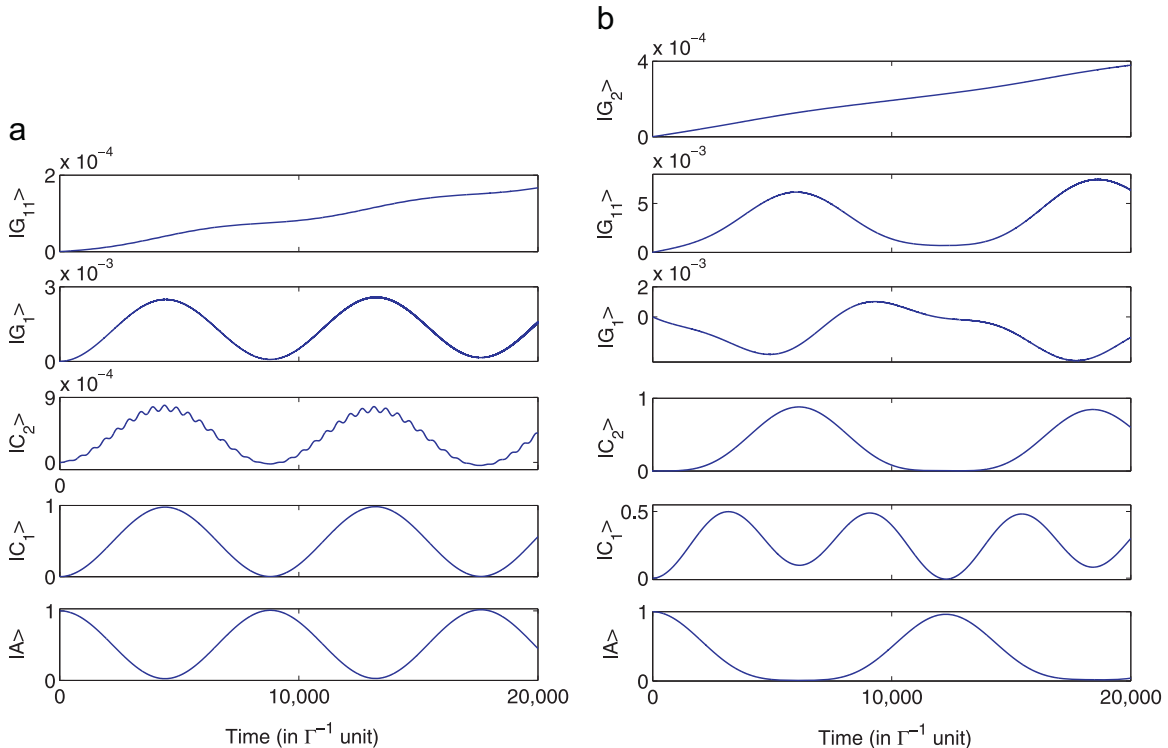 a
x 10⁻⁴
2
0
|G₁₁>
x 10⁻³
3
0
|G₁>
x 10⁻⁴
9
0
|C₂>
0
1
0
|C₁>
1
0
|A>
0
10,000
20,000
Time (in Γ⁻¹ unit)
b
x 10⁻⁴
4
0
|G₂>
x 10⁻³
5
0
|G₁₁>
x 10⁻³
2
0
|G₁>
1
0
|C₂>
0.5
0
|C₁>
1
0
|A>
0
10,000
20,000
Time (in Γ⁻¹ unit)